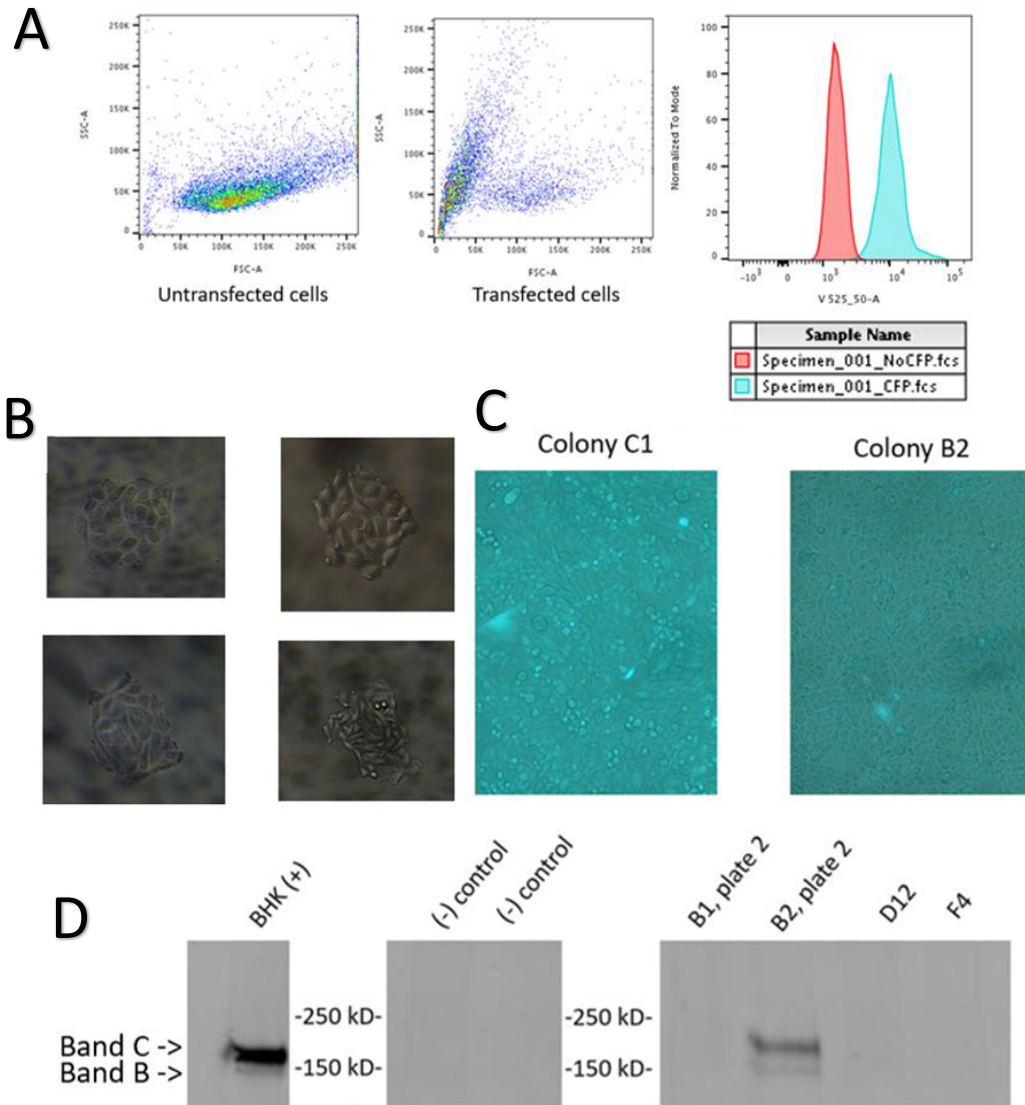 A
250K
200K
150K
100K
50K
0
SSC-A
0 50K 100K 150K 200K 250K
FSC-A
Untransfected cells
250K
200K
150K
100K
50K
0
SSC-A
0 50K 100K 150K 200K 250K
FSC-A
Transfected cells
100
80
60
40
20
0
Normalized To Mode
-10³ 0 10³ 10⁴ 10⁵
V 525_50-A
Sample Name
Specimen_001_NoCFP.fcs
Specimen_001_CFP.fcs
B
C
Colony C1
Colony B2
D
BHK (+)
(-) control
(-) control
B1, plate 2
B2, plate 2
D12
F4
-250 kD-
-250 kD-
Band C ->
Band B ->
-150 kD-
-150 kD-